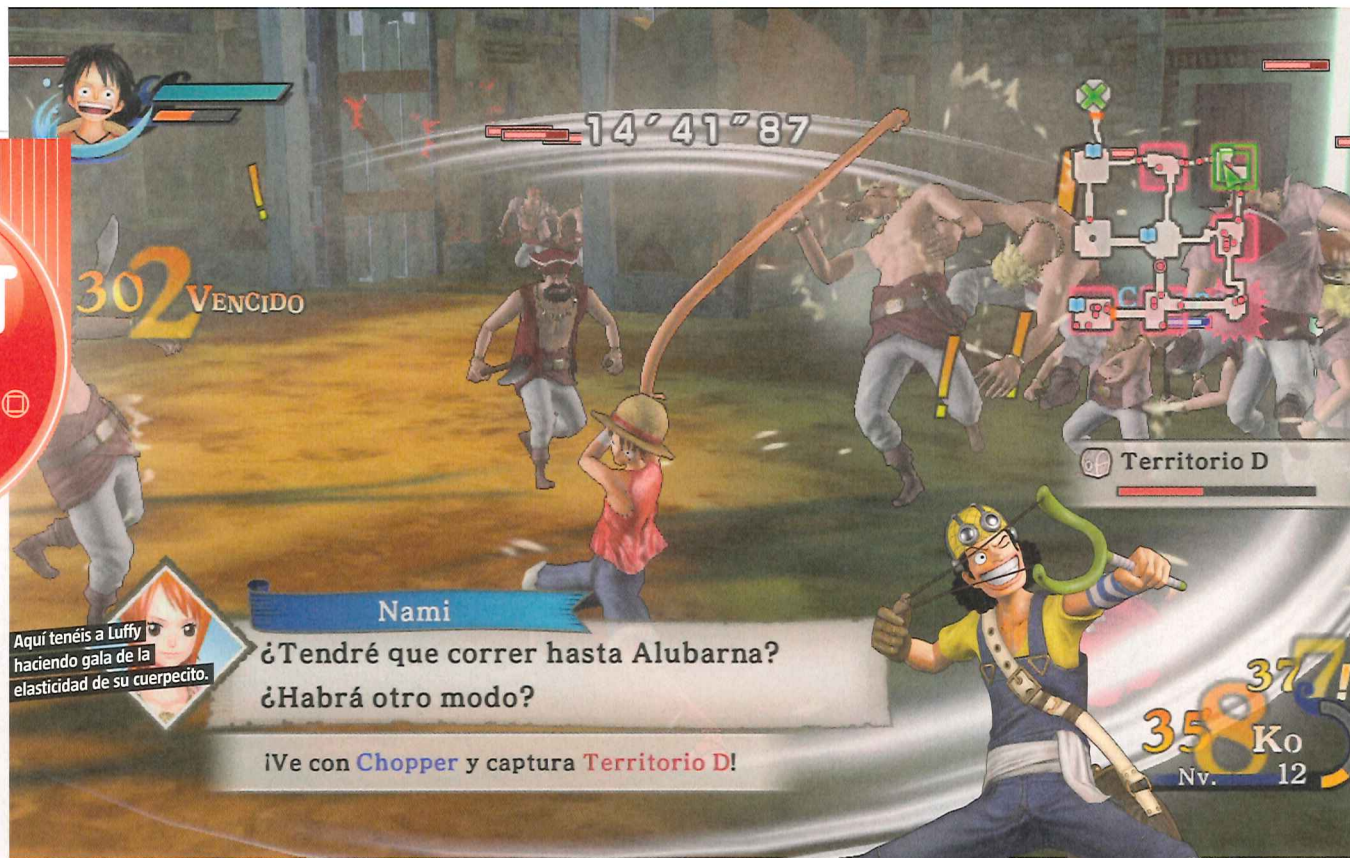 14´41˝87
302 VENCIDO
Territorio D
Nami
¿Tendré que correr hasta Alubarna?
¿Habrá otro modo?
¡Ve con Chopper y captura Territorio D!
Aquí tenéis a Luffy
haciendo gala de la
elasticidad de su cuerpecito.
377!
358 Ko
Nv. 12